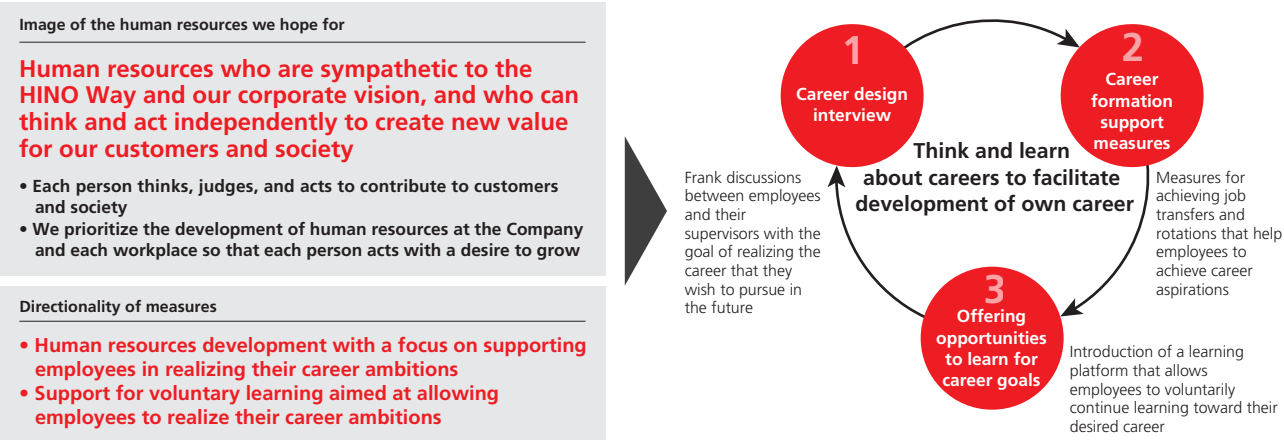 Image of the human resources we hope for
Human resources who are sympathetic to the
HINO Way and our corporate vision, and who can
think and act independently to create new value
for our customers and society
• Each person thinks, judges, and acts to contribute to customers
and society
• We prioritize the development of human resources at the Company
and each workplace so that each person acts with a desire to grow
Directionality of measures
• Human resources development with a focus on supporting
employees in realizing their career ambitions
• Support for voluntary learning aimed at allowing
employees to realize their career ambitions
1
Career design
interview
Frank discussions
between employees
and their
supervisors with the
goal of realizing the
career that they
wish to pursue in
the future
Think and learn
about careers to facilitate
development of own career
2
Career
formation
support
measures
Measures for
achieving job
transfers and
rotations that help
employees to
achieve career
aspirations
3
Offering
opportunities
to learn for
career goals
Introduction of a learning
platform that allows
employees to voluntarily
continue learning toward their
desired career